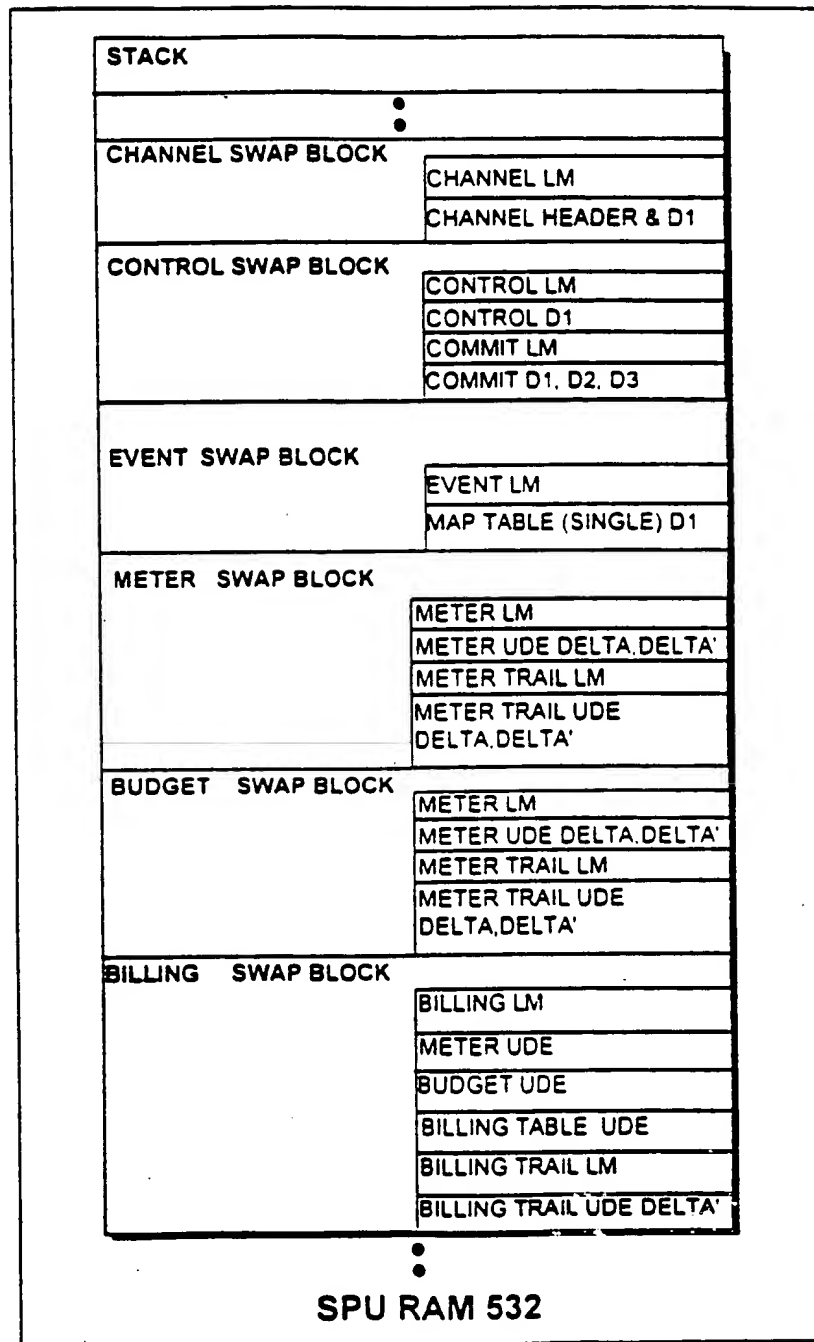 STACK
CHANNEL SWAP BLOCK
CHANNEL LM
CHANNEL HEADER & D1
CONTROL SWAP BLOCK
CONTROL LM
CONTROL D1
COMMIT LM
COMMIT D1, D2, D3
EVENT SWAP BLOCK
EVENT LM
MAP TABLE (SINGLE) D1
METER SWAP BLOCK
METER LM
METER UDE DELTA,DELTA'
METER TRAIL LM
METER TRAIL UDE
DELTA,DELTA'
BUDGET SWAP BLOCK
METER LM
METER UDE DELTA,DELTA'
METER TRAIL LM
METER TRAIL UDE
DELTA,DELTA'
BILLING SWAP BLOCK
BILLING LM
METER UDE
BUDGET UDE
BILLING TABLE UDE
BILLING TRAIL LM
BILLING TRAIL UDE DELTA'
SPU RAM 532